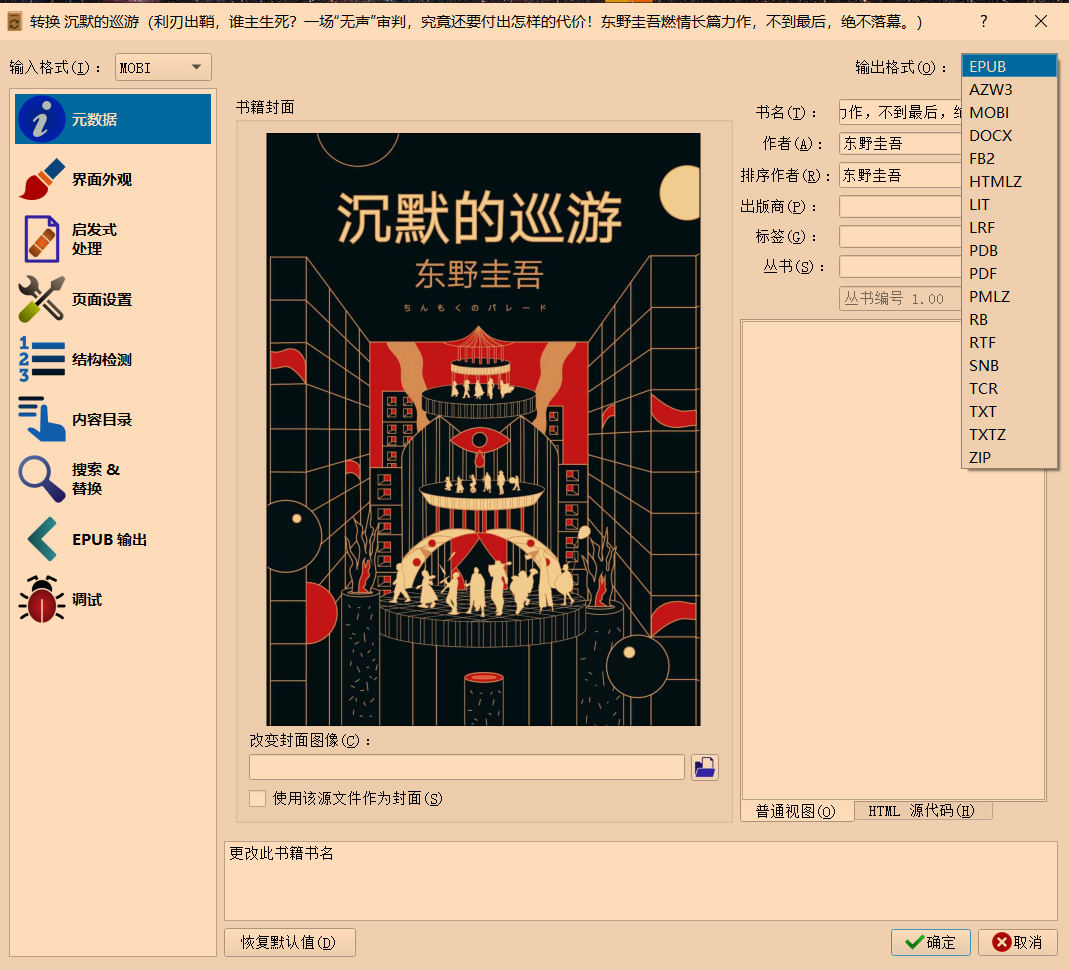 转换 沉默的巡游（利刃出鞘，谁主生死？一场“无声”审判，究竟还要付出怎样的代价！东野圭吾燃情长篇力作，不到最后，绝不落幕。）
输入格式(I)：
MOBI
输出格式(O)：
EPUB
AZW3
MOBI
DOCX
FB2
HTMLZ
LIT
LRF
PDB
PDF
PMLZ
RB
RTF
SNB
TCR
TXT
TXTZ
ZIP
元数据
界面外观
启发式
处理
页面设置
结构检测
内容目录
搜索 &
替换
EPUB 输出
调试
书籍封面
沉默的巡游
东野圭吾
ちんもくのパレード
改变封面图像(C)：
使用该源文件作为封面(S)
书名(T)：
力作，不到最后，绝
作者(A)：
东野圭吾
排序作者(R)：
东野圭吾
出版商(P)：
标签(G)：
丛书(S)：
丛书编号 1.00
普通视图(O)
HTML 源代码(H)
更改此书籍书名
恢复默认值(D)
确定
取消